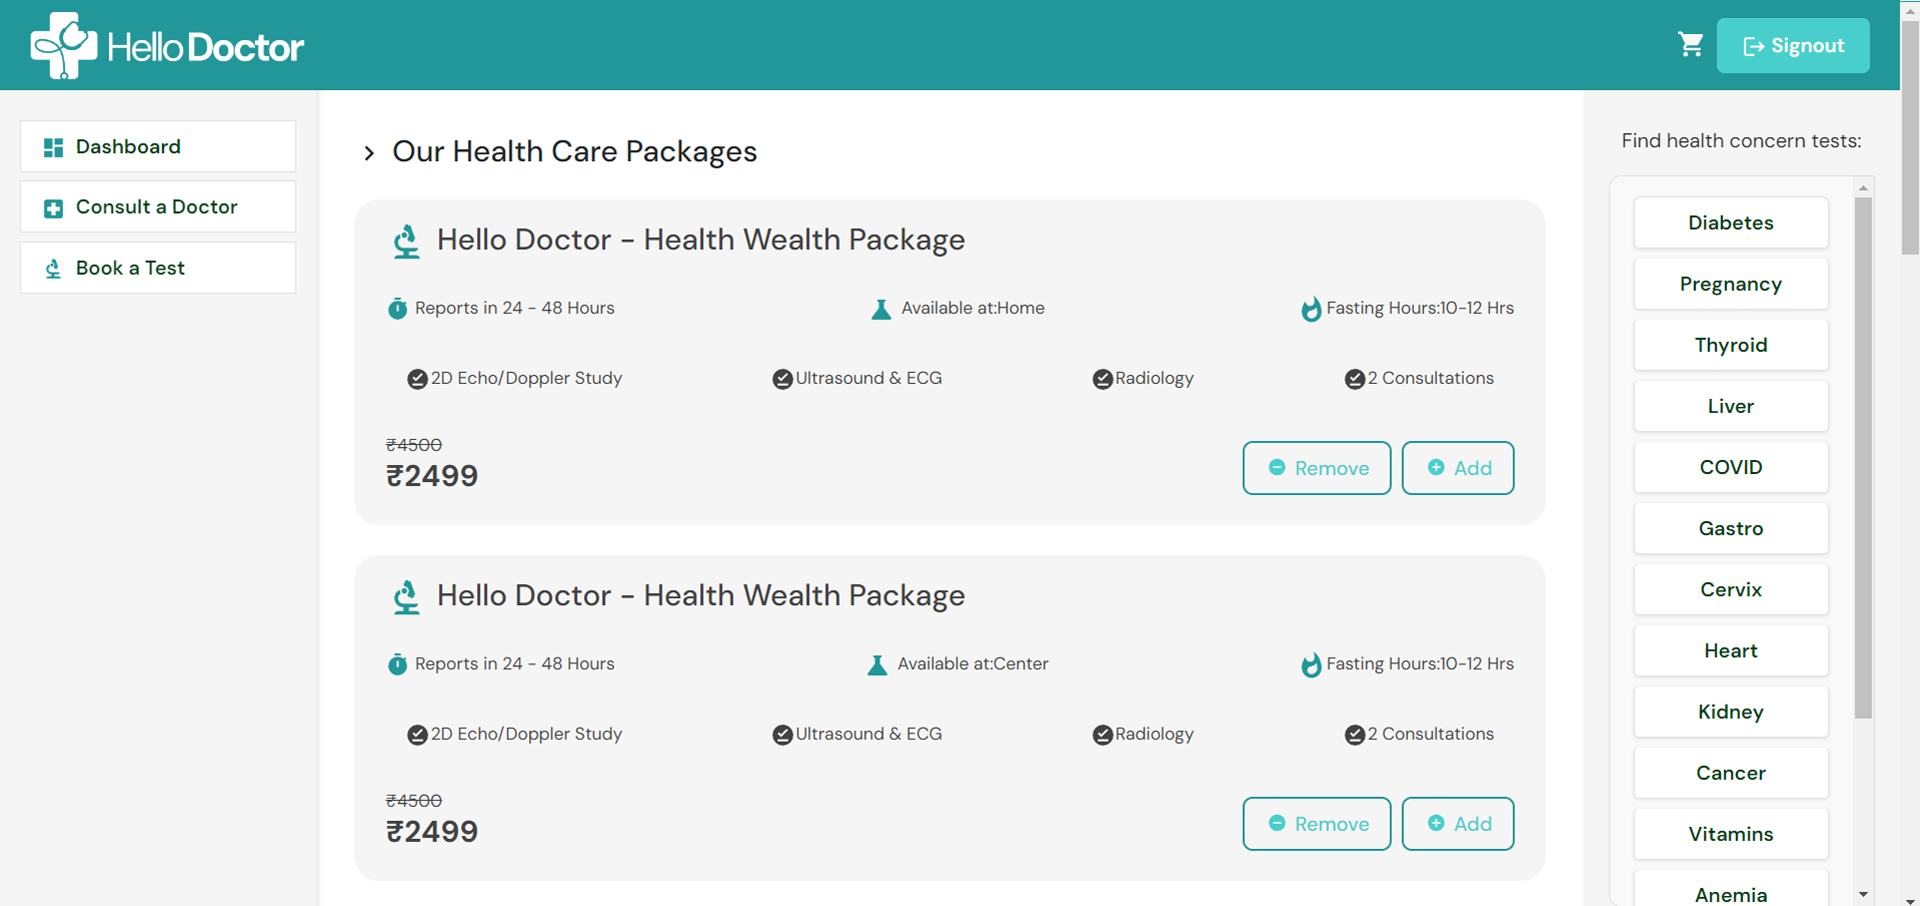 Hello Doctor
Signout
Dashboard
Consult a Doctor
Book a Test
Our Health Care Packages
Hello Doctor - Health Wealth Package
Reports in 24 - 48 Hours
Available at:Home
Fasting Hours:10-12 Hrs
2D Echo/Doppler Study
Ultrasound & ECG
Radiology
2 Consultations
₹4500
₹2499
Remove
Add
Hello Doctor - Health Wealth Package
Reports in 24 - 48 Hours
Available at:Center
Fasting Hours:10-12 Hrs
2D Echo/Doppler Study
Ultrasound & ECG
Radiology
2 Consultations
₹4500
₹2499
Remove
Add
Find health concern tests:
Diabetes
Pregnancy
Thyroid
Liver
COVID
Gastro
Cervix
Heart
Kidney
Cancer
Vitamins
Anemia